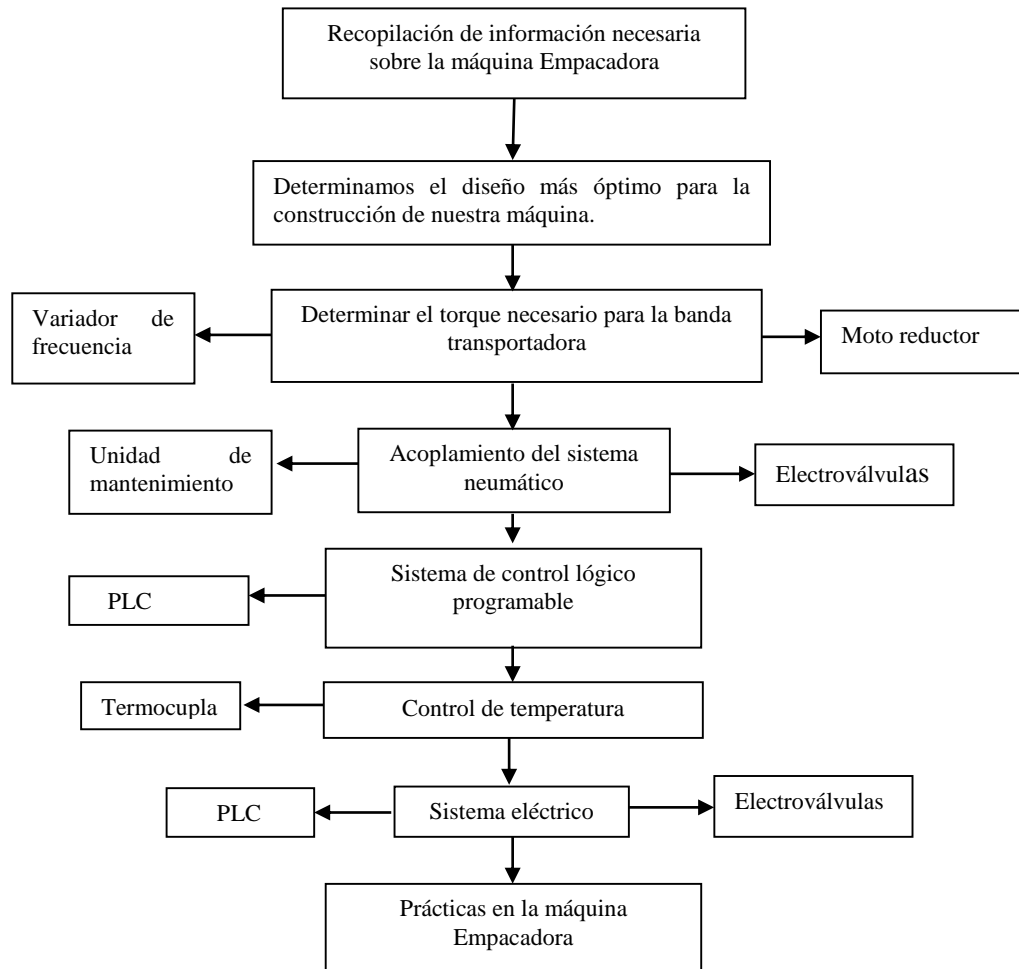 Recopilación de información necesaria
sobre la máquina Empacadora
Determinamos el diseño más óptimo para la
construcción de nuestra máquina.
Variador de
frecuencia
Determinar el torque necesario para la banda
transportadora
Moto reductor
Unidad de
mantenimiento
Acoplamiento del sistema
neumático
Electroválvulas
PLC
Sistema de control lógico
programable
Termocupla
Control de temperatura
PLC
Sistema eléctrico
Electroválvulas
Prácticas en la máquina
Empacadora